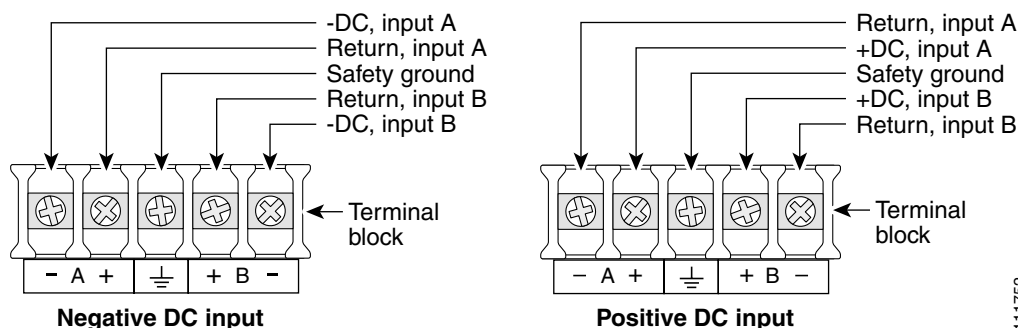 -DC, input A
Return, input A
Safety ground
Return, input B
-DC, input B
Terminal
block
- A + + B -
Negative DC input
Return, input A
+DC, input A
Safety ground
+DC, input B
Return, input B
Terminal
block
– A + + B –
Positive DC input